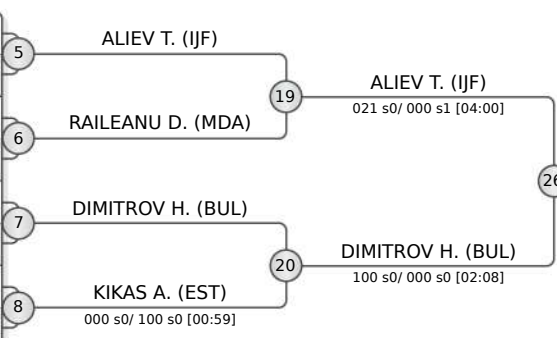 5
ALIEV T. (IJF)
19
ALIEV T. (IJF)
021 s0/ 000 s1 [04:00]
6
RAILEANU D. (MDA)
26
7
DIMITROV H. (BUL)
20
DIMITROV H. (BUL)
100 s0/ 000 s0 [02:08]
8
KIKAS A. (EST)
000 s0/ 100 s0 [00:59]